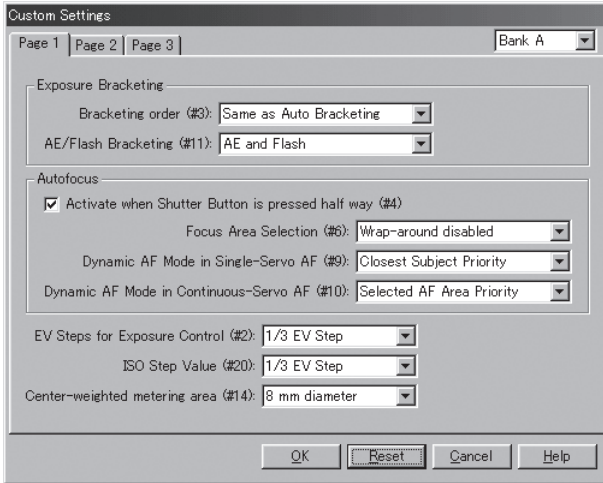 Custom Settings
Page 1 Page 2 Page 3 Bank A
Exposure Bracketing
Bracketing order (#3): Same as Auto Bracketing
AE/Flash Bracketing (#11): AE and Flash
Autofocus
Activate when Shutter Button is pressed half way (#4)
Focus Area Selection (#6): Wrap-around disabled
Dynamic AF Mode in Single-Servo AF (#9): Closest Subject Priority
Dynamic AF Mode in Continuous-Servo AF (#10): Selected AF Area Priority
EV Steps for Exposure Control (#2): 1/3 EV Step
ISO Step Value (#20): 1/3 EV Step
Center-weighted metering area (#14): 8 mm diameter
OK Reset Cancel Help